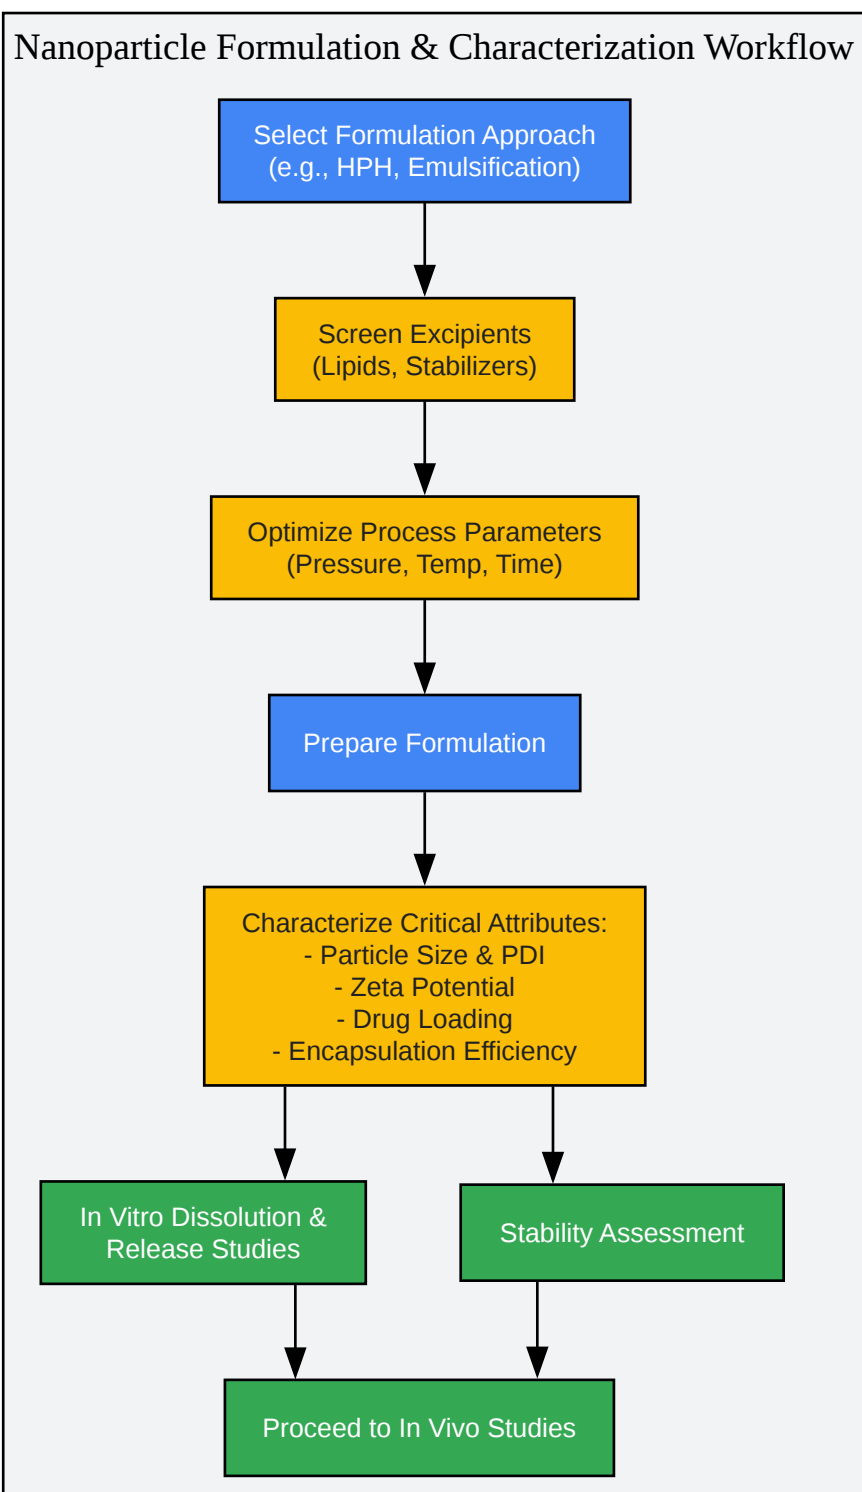 Nanoparticle Formulation & Characterization Workflow
Select Formulation Approach
(e.g., HPH, Emulsification)
Screen Excipients
(Lipids, Stabilizers)
Optimize Process Parameters
(Pressure, Temp, Time)
Prepare Formulation
Characterize Critical Attributes:
- Particle Size & PDI
- Zeta Potential
- Drug Loading
- Encapsulation Efficiency
In Vitro Dissolution &
Release Studies
Stability Assessment
Proceed to In Vivo Studies